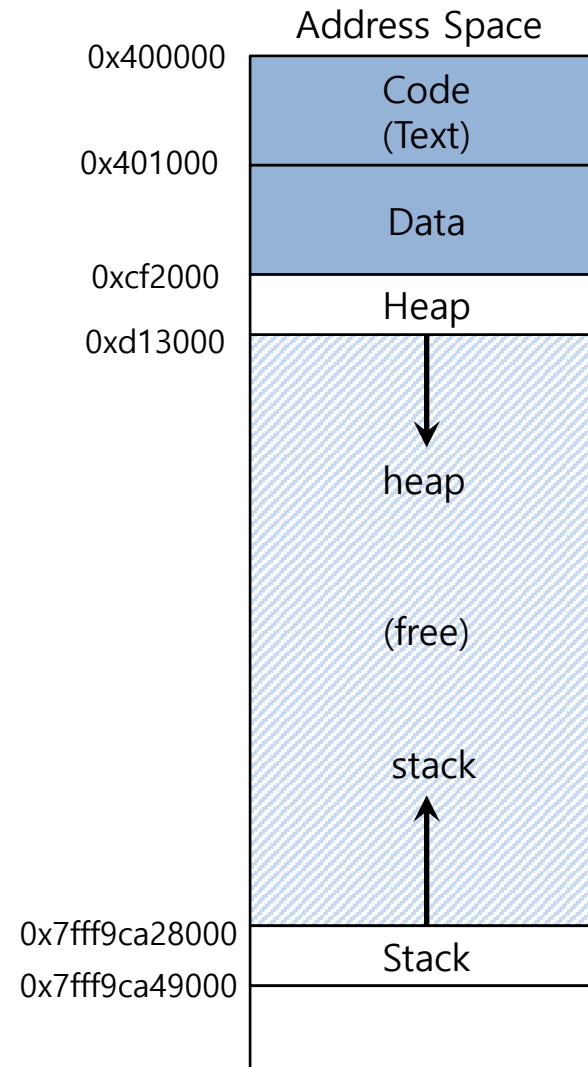 Address Space
0x400000
Code
(Text)
0x401000
Data
0xcf2000
Heap
0xd13000
heap
(free)
stack
0x7fff9ca28000
Stack
0x7fff9ca49000